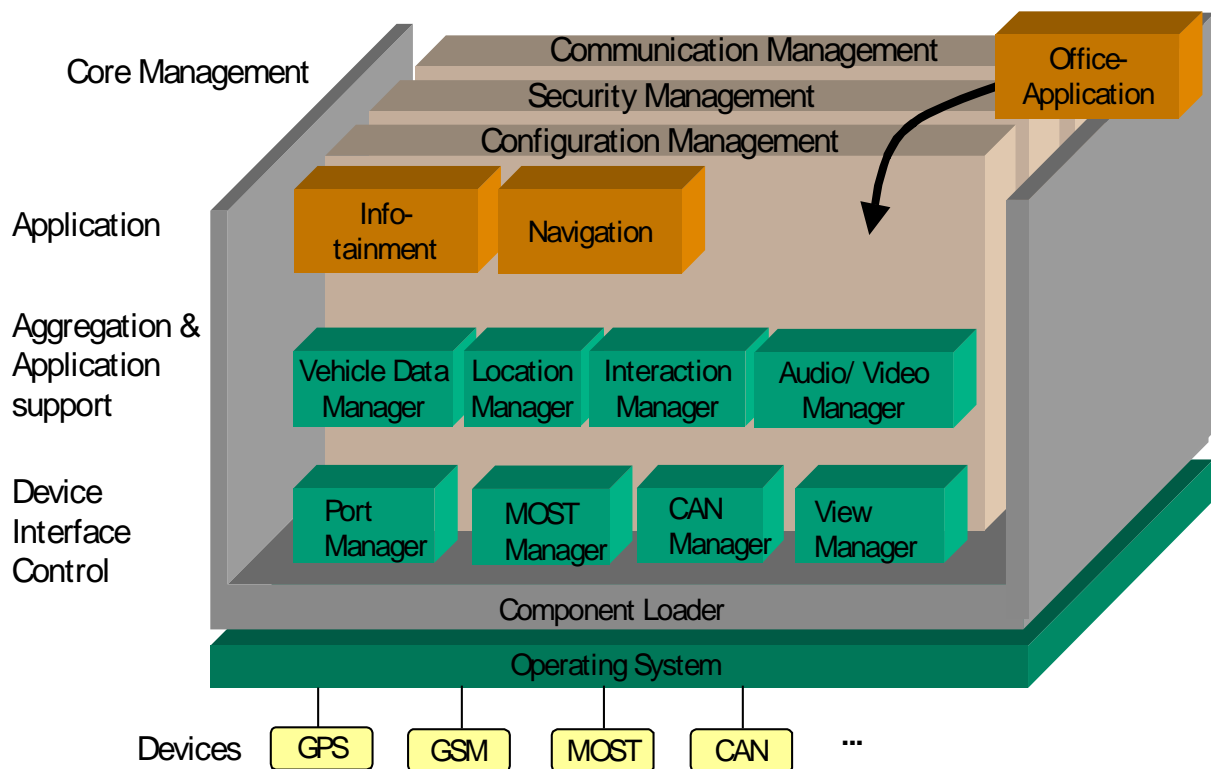 Core Management
Communication Management
Security Management
Configuration Management
Office-
Application
Application
Info-
tainment
Navigation
Aggregation &
Application
support
Vehicle Data
Manager
Location
Manager
Interaction
Manager
Audio/ Video
Manager
Device
Interface
Control
Port
Manager
MOST
Manager
CAN
Manager
View
Manager
Component Loader
Operating System
Devices
GPS
GSM
MOST
CAN
...